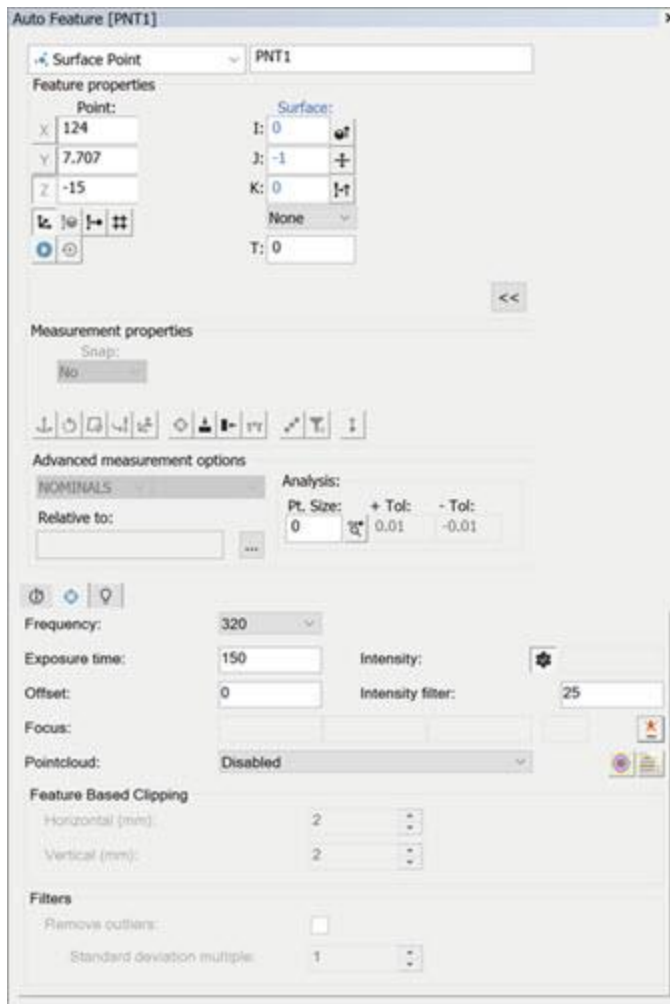 Auto Feature [PNT1]
Surface Point PNT1
Feature properties
Point: Surface:
X 124 I: 0
Y 7.707 J: -1
Z -15 K: 0
None
T: 0
<<
Measurement properties
Snap:
No
Advanced measurement options
NOMINALS
Analysis:
Relative to: Pt. Size: + Tol: - Tol:
0 0.01 -0.01
...
Frequency: 320
Exposure time: 150 Intensity:
Offset: 0 Intensity filter: 25
Focus:
Pointcloud: Disabled
Feature Based Clipping
Horizontal (mm): 2
Vertical (mm): 2
Filters
Remove outliers:
Standard deviation multiple: 1